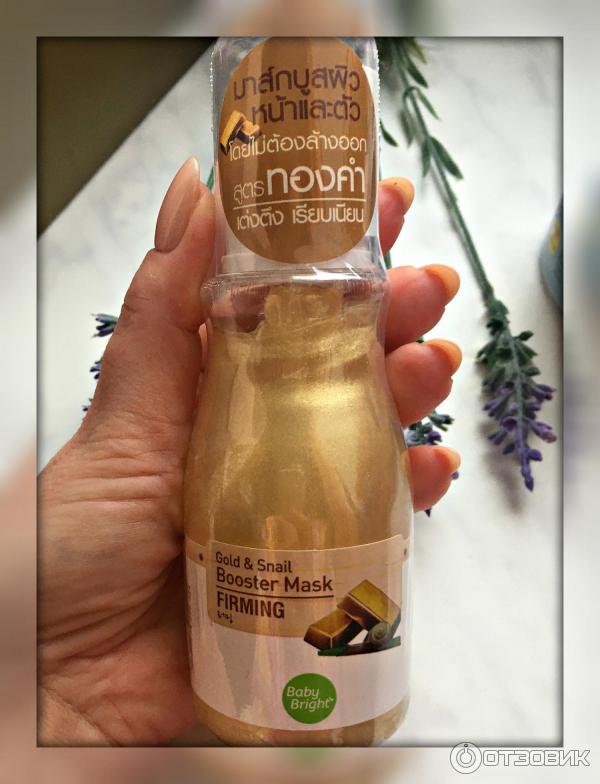 มาส์กบูสผิว
หน้าและตัว
โดยไม่ต้องล้างออก
สูตรทองคำ
เต่งตึง เรียบเนียน
Gold & Snail
Booster Mask
FIRMING
Baby
Bright
ОТЗОВИК